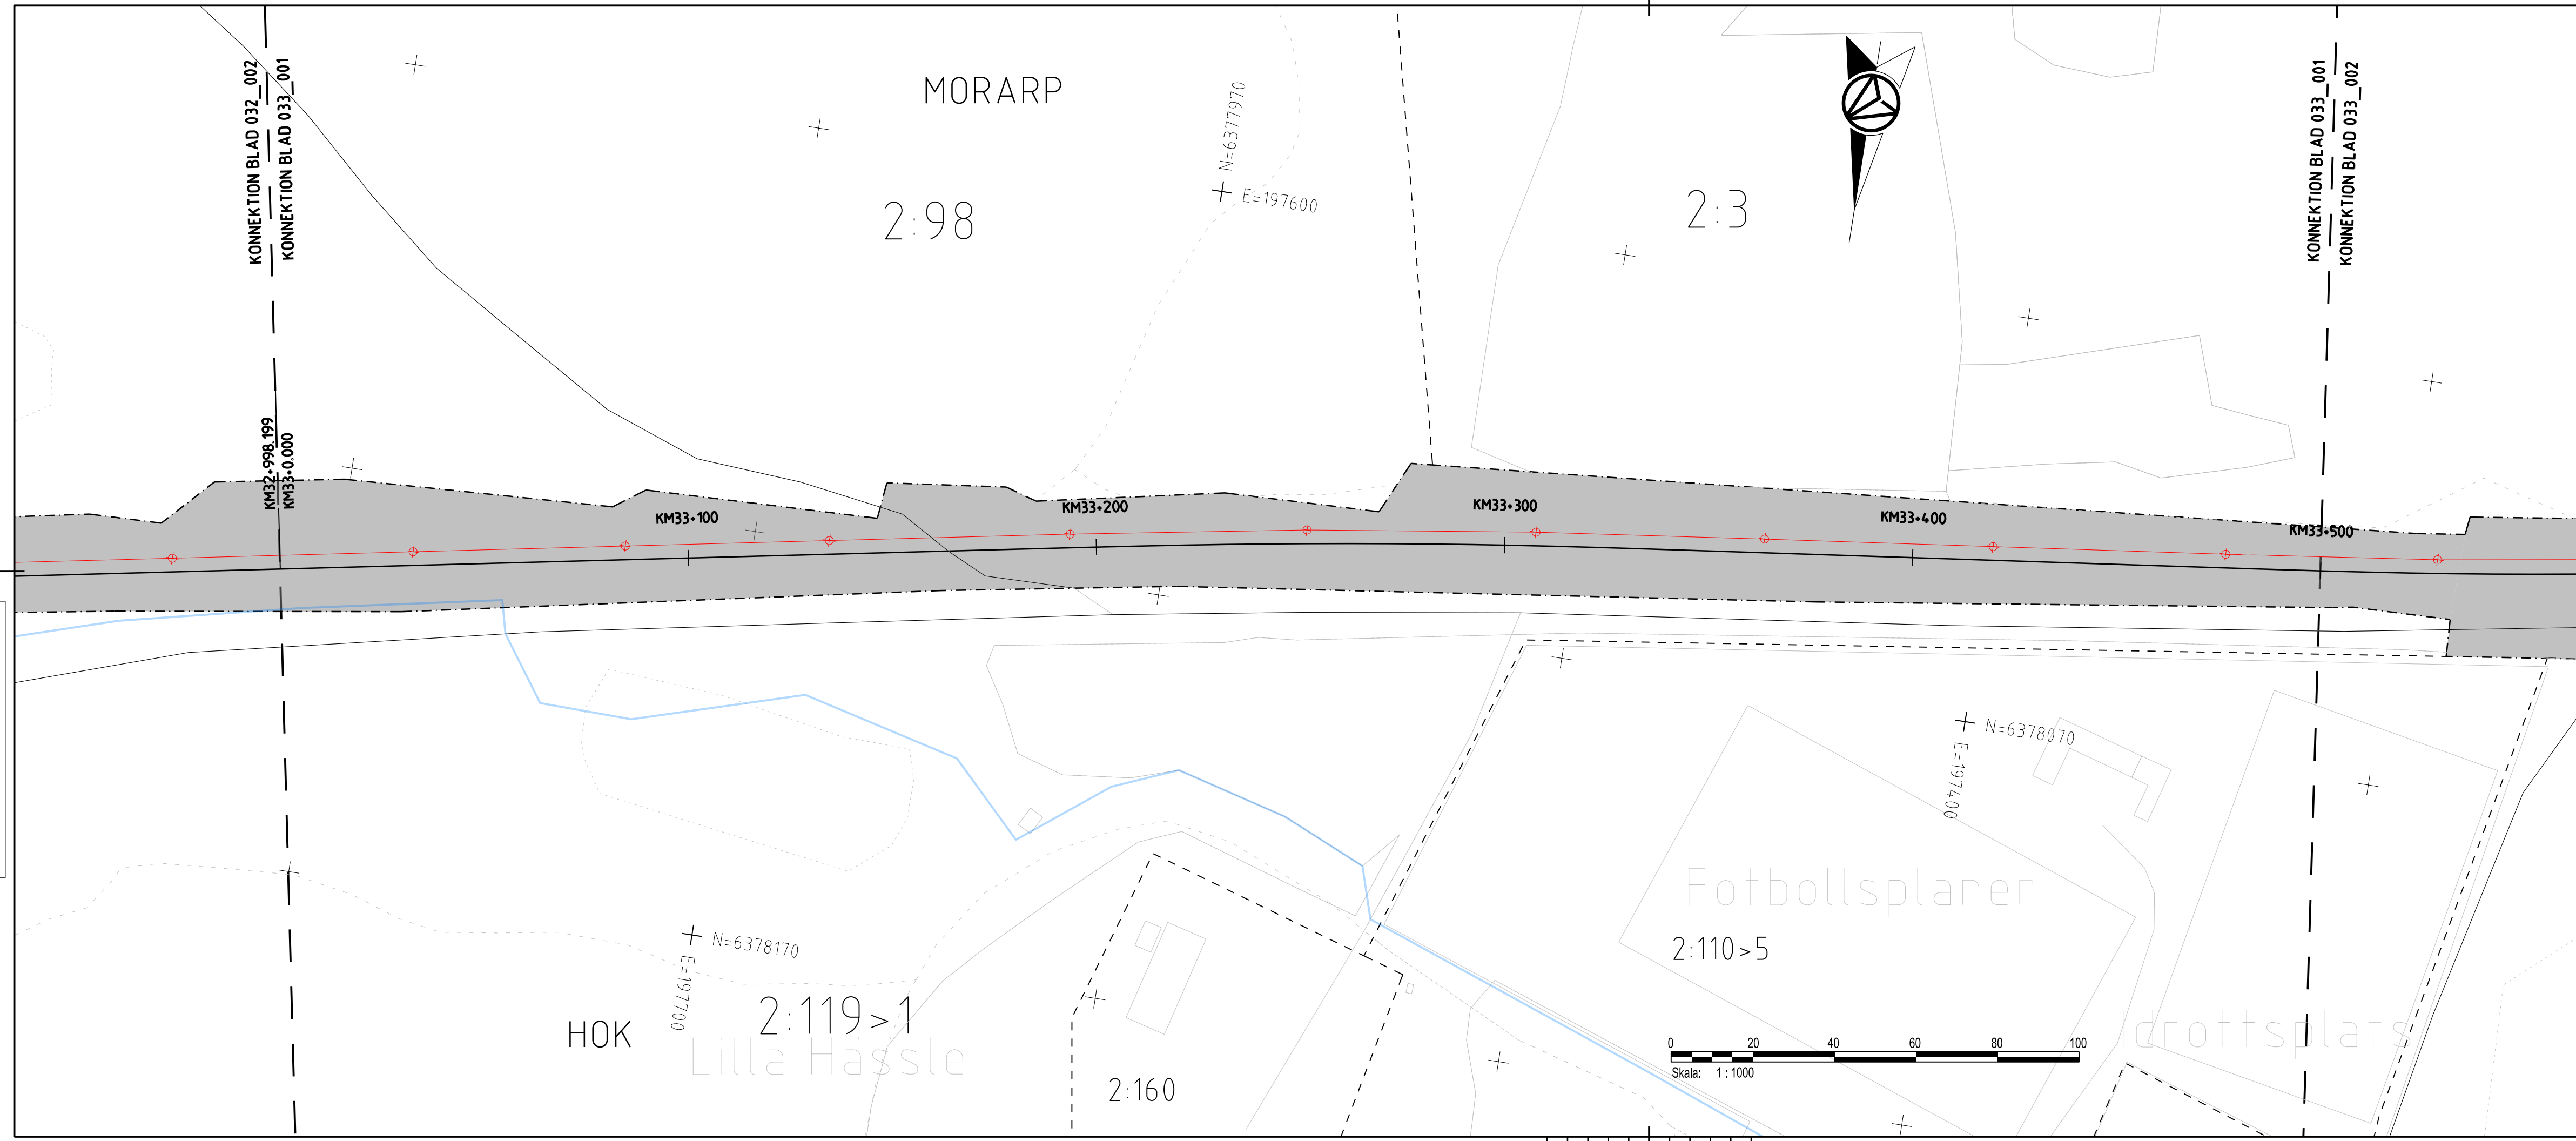 KONNEKTION BLAD 032_002
KONNEKTION BLAD 033_001
MORARP
N=6377970
E=197600
2:98
2:3
KONNEKTION BLAD 033_001
KONNEKTION BLAD 033_002
KM32+998.199
KM33+0.000
KM33+100
KM33+200
KM33+300
KM33+400
KM33+500
N=6378070
E=197400
Fotbollsplaner
2:110>5
N=6378170
E=197700
2:119>1
HOK
Lilla Hassle
2:160
Idrottsplats
0 20 40 60 80 100
Skala: 1 : 1000